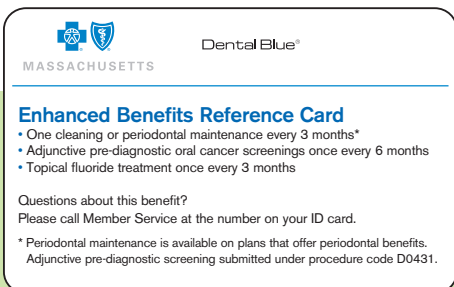 Dental Blue®
MASSACHUSETTS
Enhanced Benefits Reference Card
• One cleaning or periodontal maintenance every 3 months*
• Adjunctive pre-diagnostic oral cancer screenings once every 6 months
• Topical fluoride treatment once every 3 months
Questions about this benefit?
Please call Member Service at the number on your ID card.
* Periodontal maintenance is available on plans that offer periodontal benefits.
Adjunctive pre-diagnostic screening submitted under procedure code D0431.